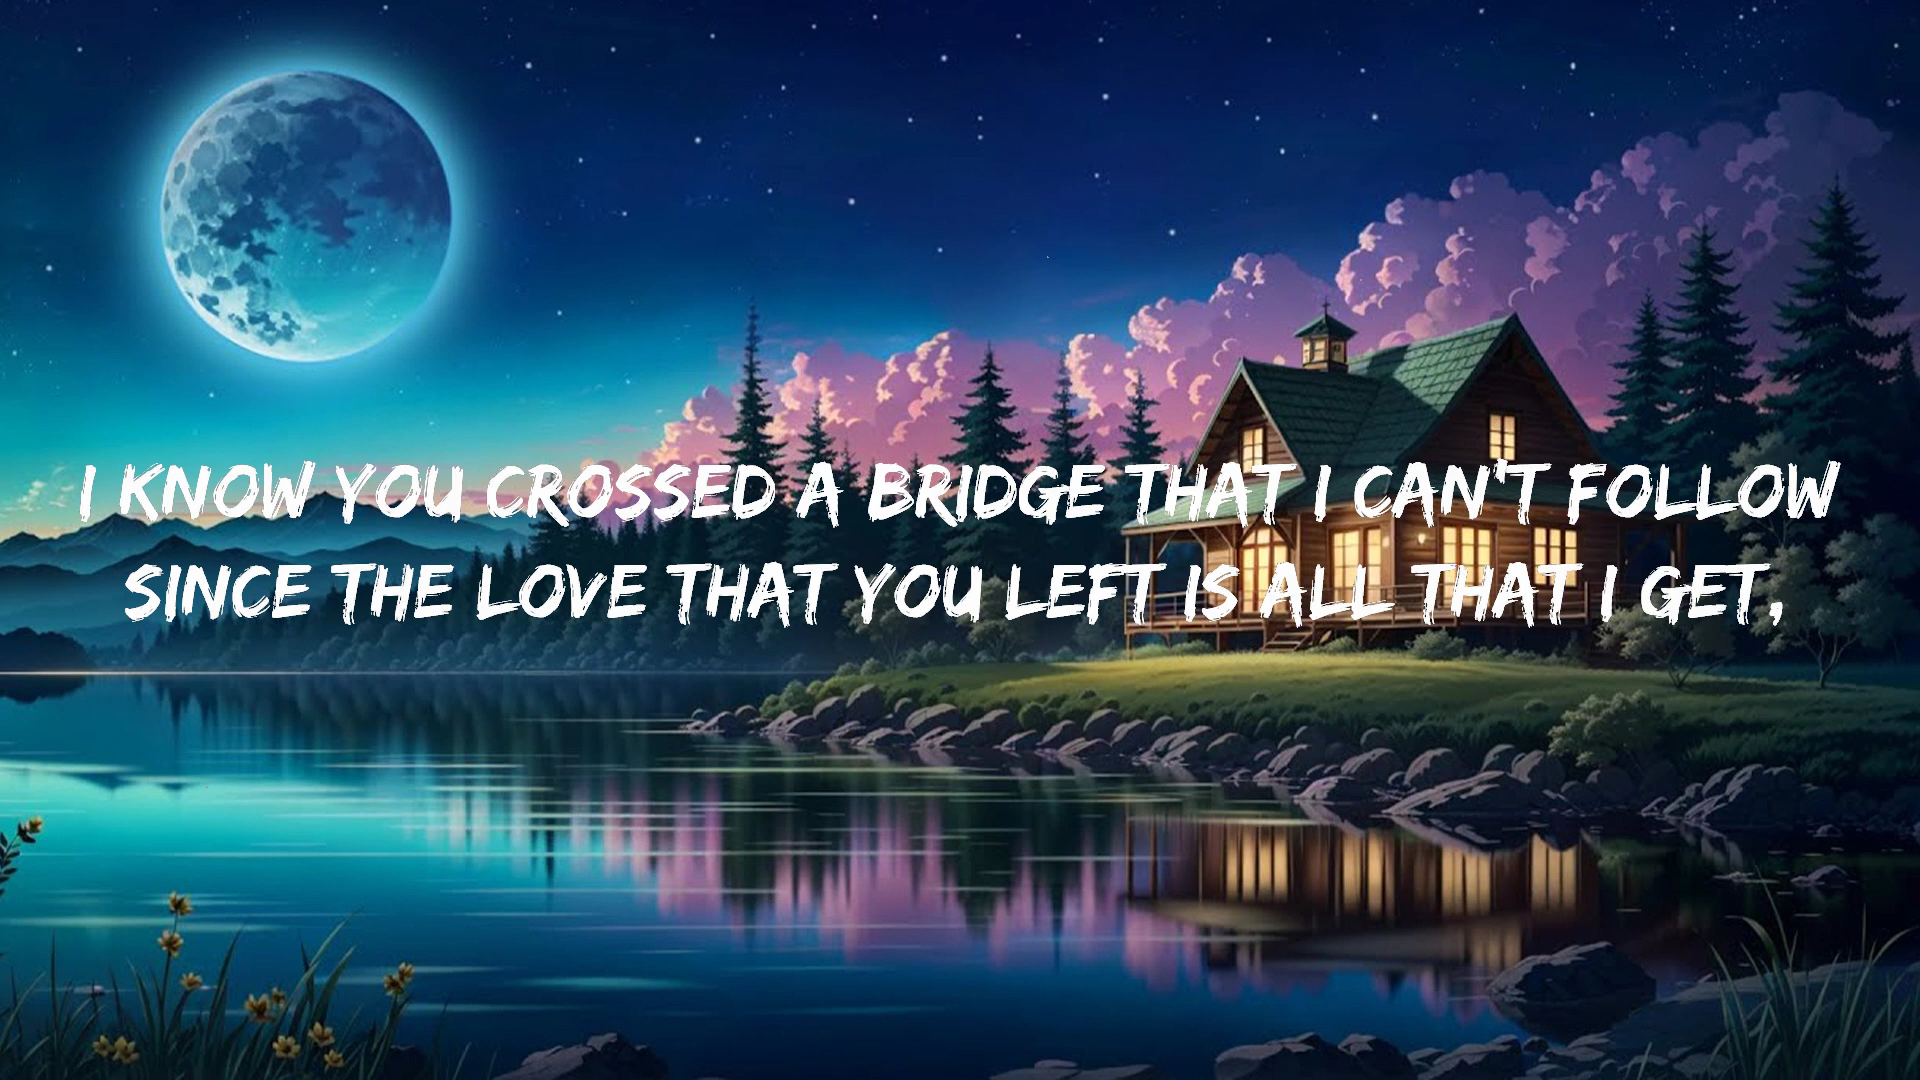 I KNOW YOU CROSSED A BRIDGE THAT I CAN'T FOLLOW
SINCE THE LOVE THAT YOU LEFT IS ALL THAT I GET,